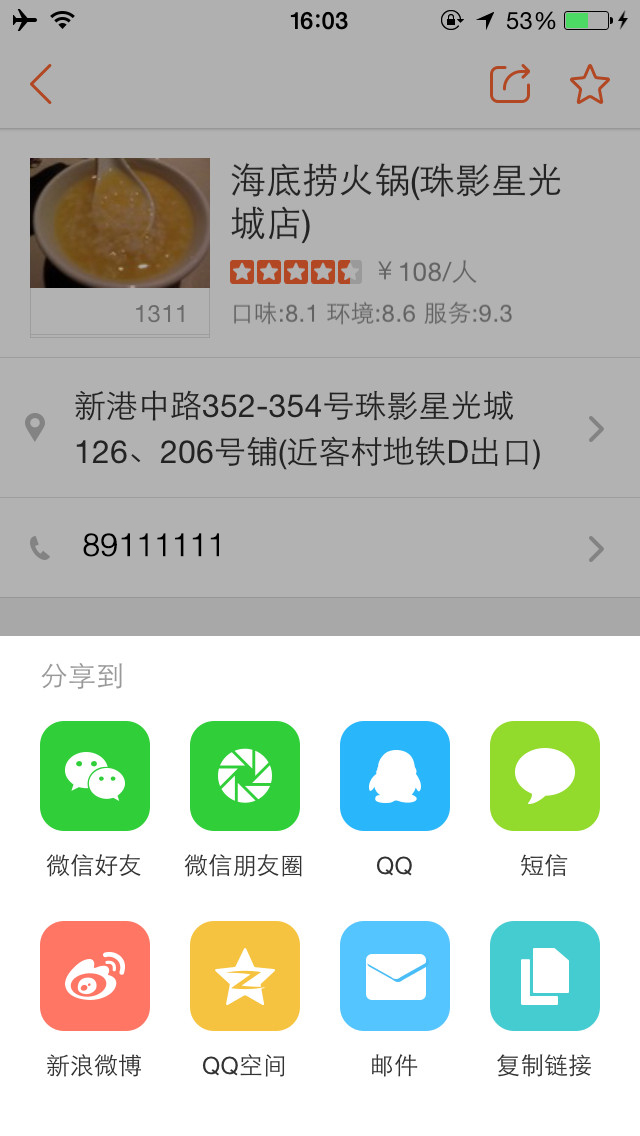 16:03
53%
海底捞火锅(珠影星光
城店)
￥108/人
1311
口味:8.1 环境:8.6 服务:9.3
新港中路352-354号珠影星光城
126、206号铺(近客村地铁D出口)
89111111
分享到
微信好友
微信朋友圈
QQ
短信
新浪微博
QQ空间
邮件
复制链接